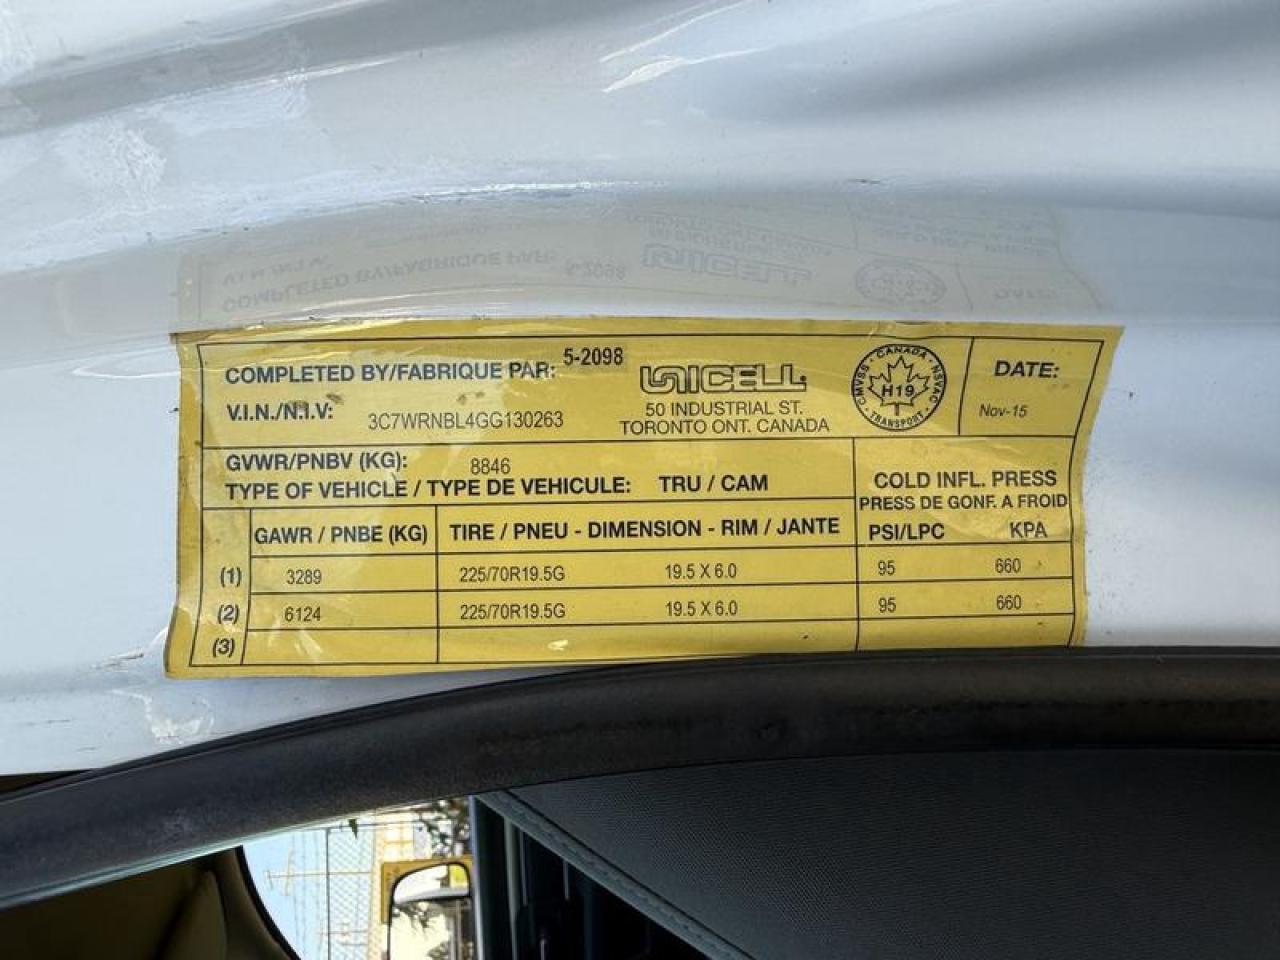 COMPLETED BY/FABRIQUE PAR: 5-2098
UNICELL
50 INDUSTRIAL ST.
TORONTO ONT. CANADA
CANADA
CMVSS
NSVAC
H19
TRANSPORT
DATE:
Nov-15
V.I.N./N.I.V: 3C7WRNBL4GG130263
GVWR/PNBV (KG): 8846
TYPE OF VEHICLE / TYPE DE VEHICULE: TRU / CAM
COLD INFL. PRESS
PRESS DE GONF. A FROID
GAWR / PNBE (KG) TIRE / PNEU - DIMENSION - RIM / JANTE PSI/LPC KPA
(1) 3289 225/70R19.5G 19.5 X 6.0 95 660
(2) 6124 225/70R19.5G 19.5 X 6.0 95 660
(3)